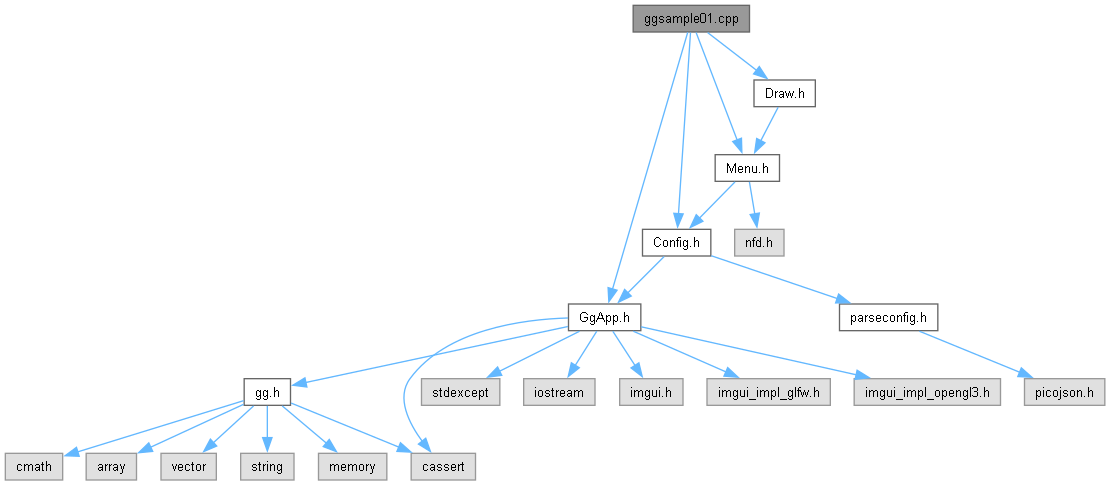 ggsample01.cpp
Draw.h
Menu.h
Config.h
nfd.h
GgApp.h
parseconfig.h
gg.h
stdexcept
iostream
imgui.h
imgui_impl_glfw.h
imgui_impl_opengl3.h
picojson.h
cmath
array
vector
string
memory
cassert